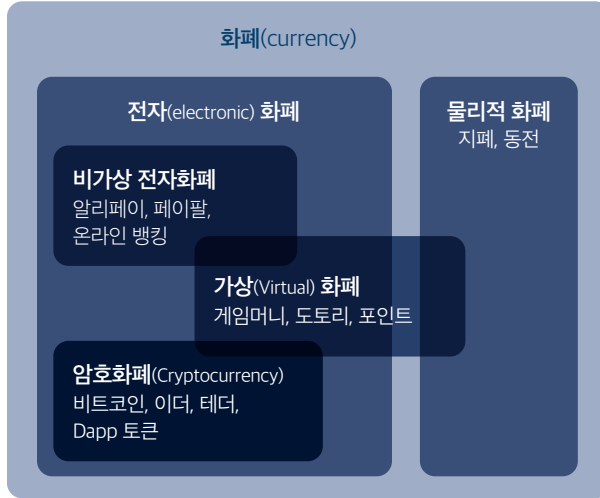 화폐(currency)
전자(electronic) 화폐
비가상 전자화폐
알리페이, 페이팔,
온라인 뱅킹
가상(Virtual) 화폐
게임머니, 도토리, 포인트
암호화폐(Cryptocurrency)
비트코인, 이더, 테더,
Dapp 토큰
물리적 화폐
지폐, 동전